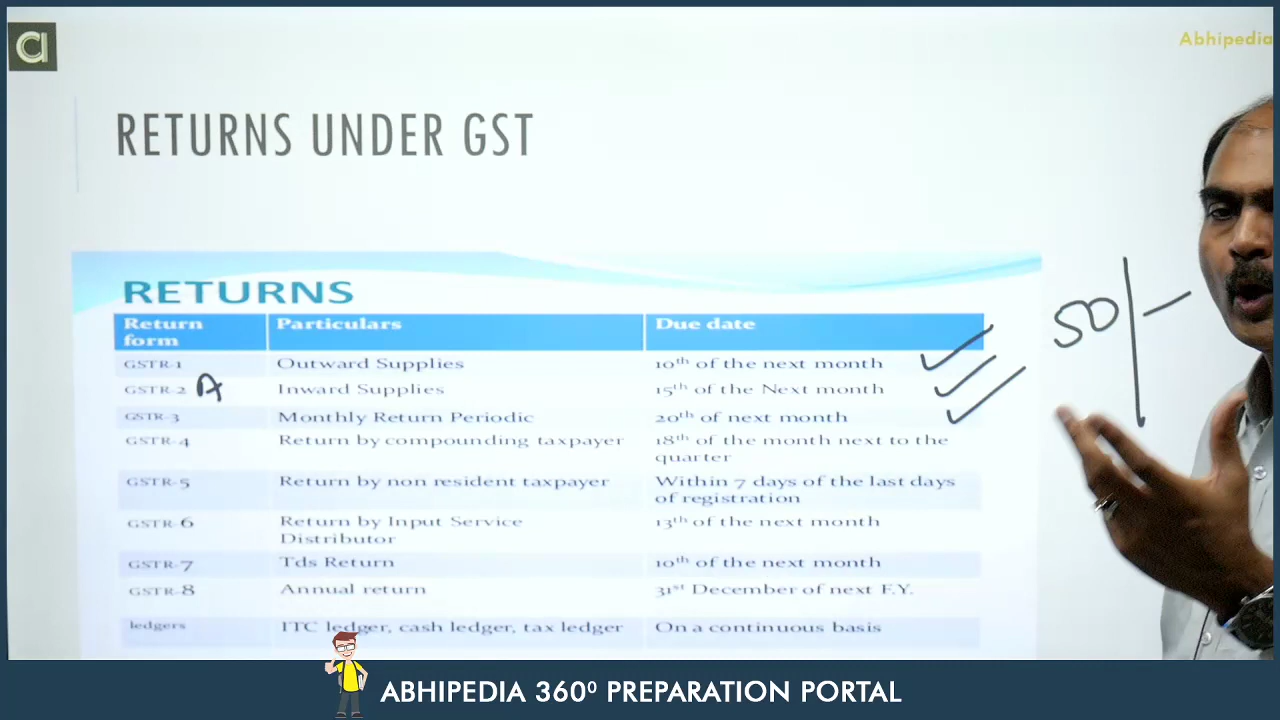 Abhipedia
RETURNS UNDER GST
RETURNS
Return form Particulars Due date
GSTR-1 Outward Supplies 10th of the next month
GSTR-2 A Inward Supplies 15th of the Next month
GSTR-3 Monthly Return Periodic 20th of next month
GSTR-4 Return by compounding taxpayer 18th of the month next to the quarter
GSTR-5 Return by non resident taxpayer Within 7 days of the last days of registration
GSTR-6 Return by Input Service Distributor 13th of the next month
GSTR-7 Tds Return 10th of the next month
GSTR-8 Annual return 31st December of next F.Y.
ledgers ITC ledger, cash ledger, tax ledger On a continuous basis
50/-
ABHIPEDIA 360⁰ PREPARATION PORTAL